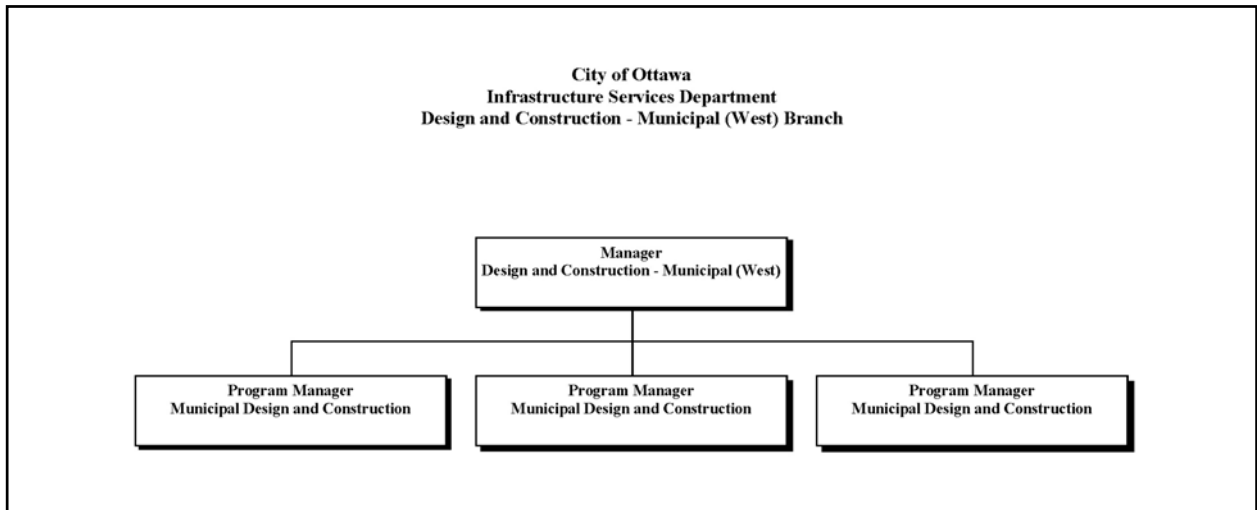 City of Ottawa
Infrastructure Services Department
Design and Construction - Municipal (West) Branch
Manager
Design and Construction - Municipal (West)
Program Manager
Municipal Design and Construction
Program Manager
Municipal Design and Construction
Program Manager
Municipal Design and Construction